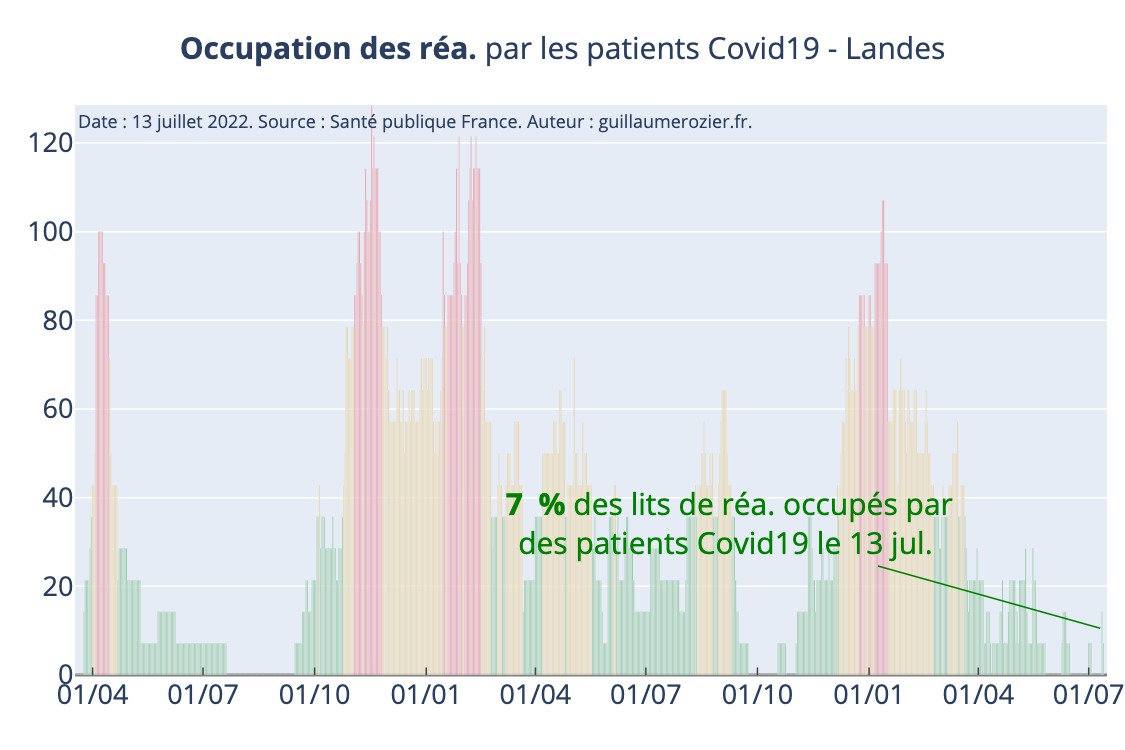 Occupation des réa. par les patients Covid19 - Landes
Date : 13 juillet 2022. Source : Santé publique France. Auteur : guillaumerozier.fr.
120
100
80
60
40
20
0
7 % des lits de réa. occupés par
des patients Covid19 le 13 jul.
01/04 01/07 01/10 01/01 01/04 01/07 01/10 01/01 01/04 01/07